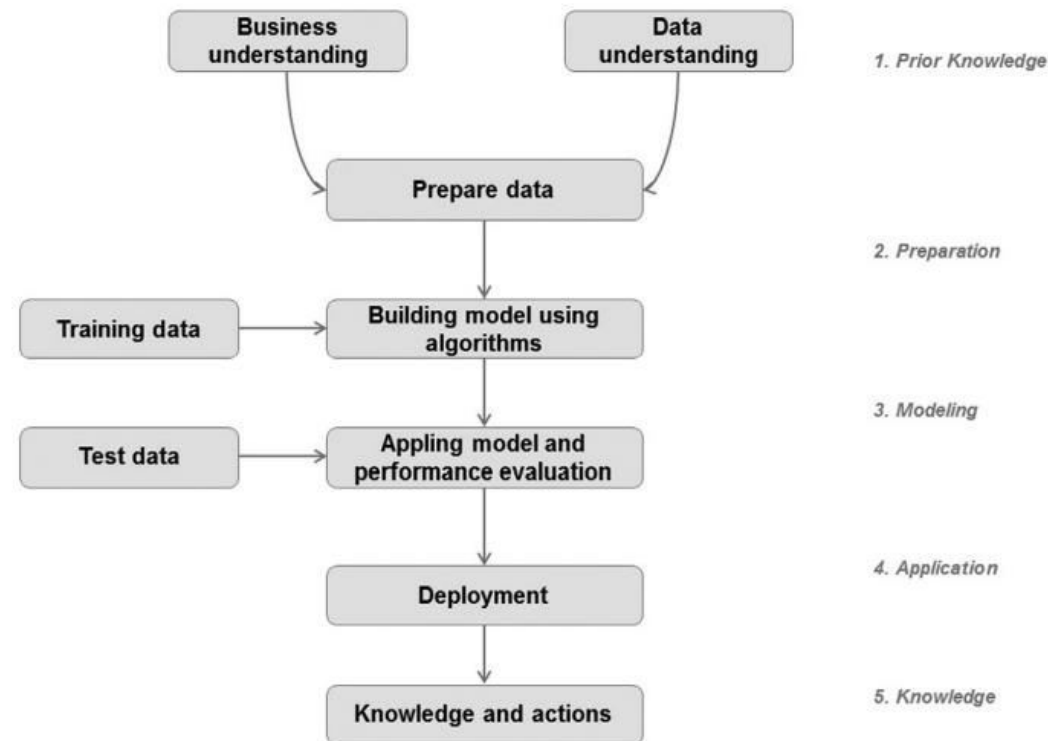 Business
understanding
Data
understanding
1. Prior Knowledge
Prepare data
2. Preparation
Training data
Building model using
algorithms
3. Modeling
Test data
Appling model and
performance evaluation
4. Application
Deployment
5. Knowledge
Knowledge and actions